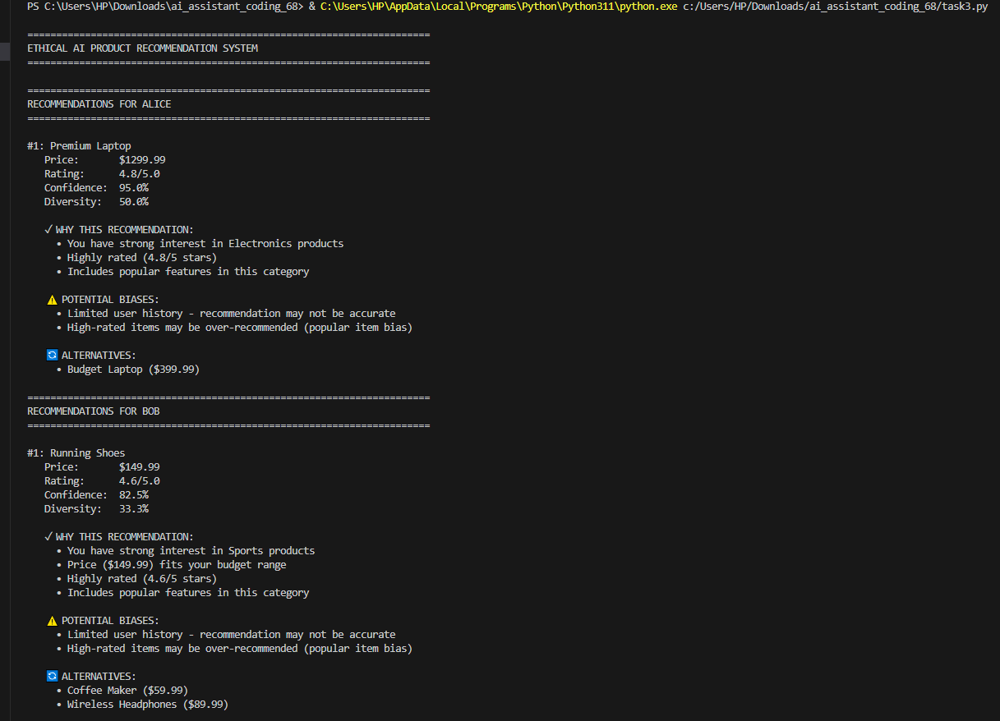 PS C:\Users\HP\Downloads\ai_assistant_coding_68> & C:\Users\HP\AppData\Local\Programs\Python\Python311\python.exe c:/Users/HP/Downloads/ai_assistant_coding_68/task3.py
======================================================================
ETHICAL AI PRODUCT RECOMMENDATION SYSTEM
======================================================================
======================================================================
RECOMMENDATIONS FOR ALICE
======================================================================
#1: Premium Laptop
Price: $1299.99
Rating: 4.8/5.0
Confidence: 95.0%
Diversity: 50.0%
✓ WHY THIS RECOMMENDATION:
• You have strong interest in Electronics products
• Highly rated (4.8/5 stars)
• Includes popular features in this category
⚠️ POTENTIAL BIASES:
• Limited user history - recommendation may not be accurate
• High-rated items may be over-recommended (popular item bias)
🔄 ALTERNATIVES:
• Budget Laptop ($399.99)
======================================================================
RECOMMENDATIONS FOR BOB
======================================================================
#1: Running Shoes
Price: $149.99
Rating: 4.6/5.0
Confidence: 82.5%
Diversity: 33.3%
✓ WHY THIS RECOMMENDATION:
• You have strong interest in Sports products
• Price ($149.99) fits your budget range
• Highly rated (4.6/5 stars)
• Includes popular features in this category
⚠️ POTENTIAL BIASES:
• Limited user history - recommendation may not be accurate
• High-rated items may be over-recommended (popular item bias)
🔄 ALTERNATIVES:
• Coffee Maker ($59.99)
• Wireless Headphones ($89.99)